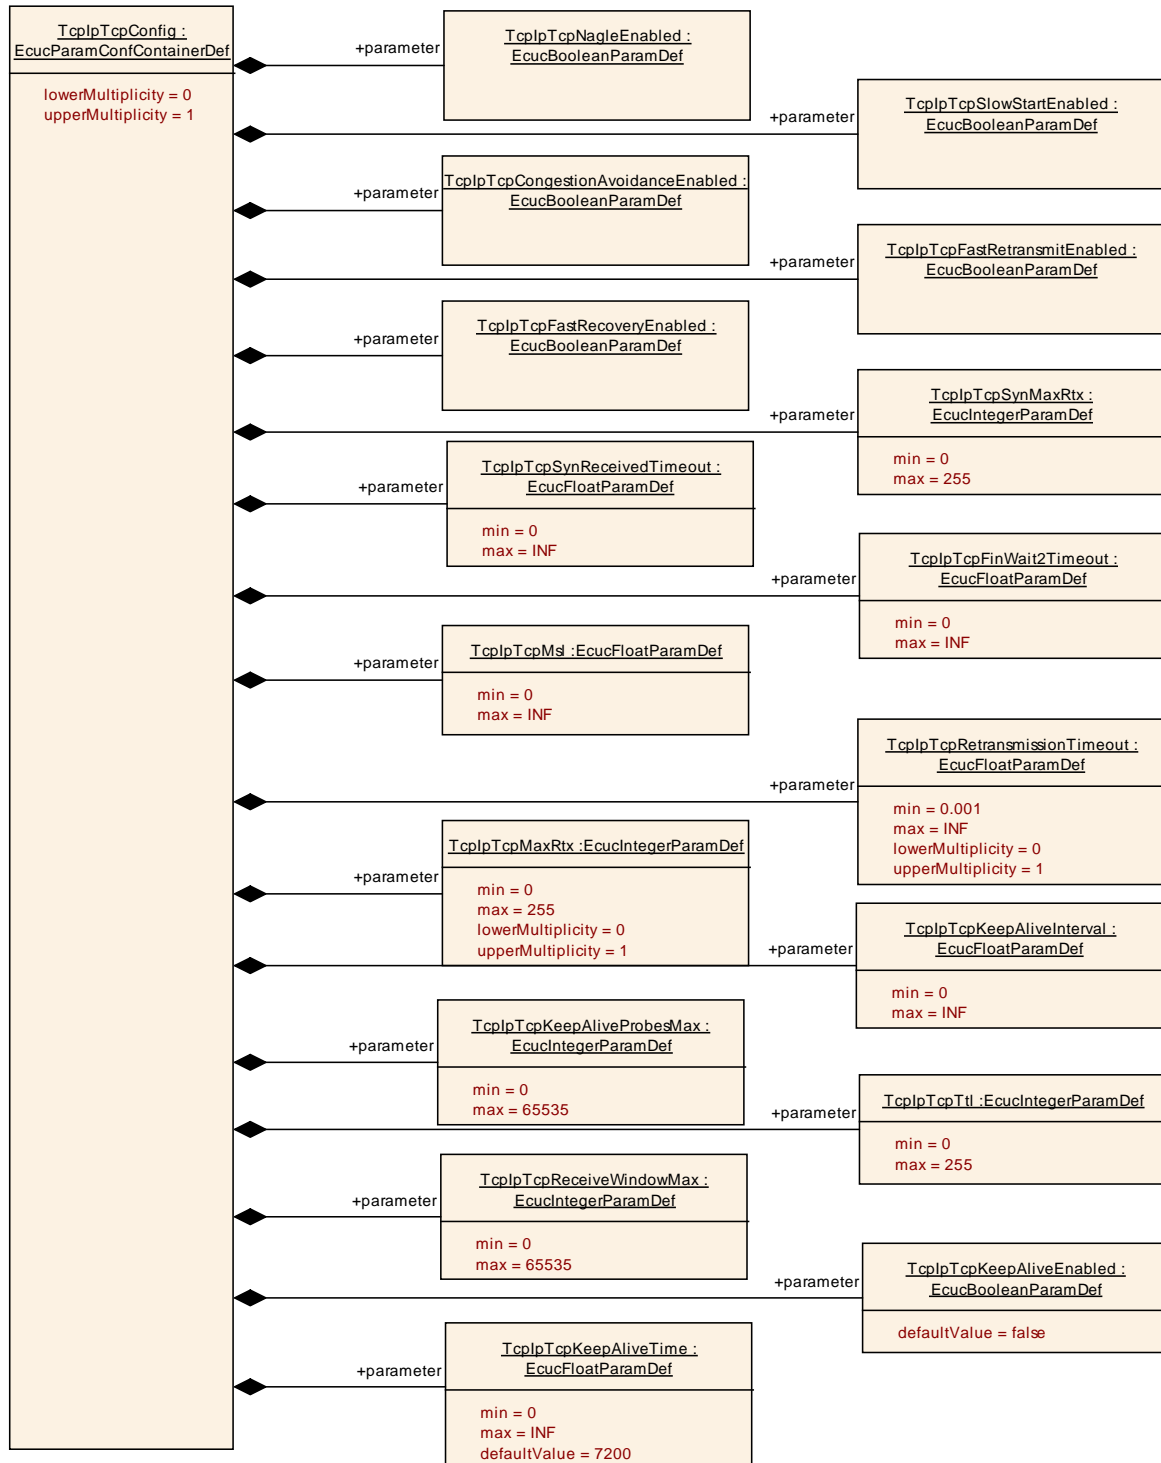 TcpIpTcpConfig :
EcucParamConfContainerDef
lowerMultiplicity = 0
upperMultiplicity = 1
+parameter
TcpIpTcpNagleEnabled :
EcucBooleanParamDef
+parameter
TcpIpTcpSlowStartEnabled :
EcucBooleanParamDef
+parameter
TcpIpTcpCongestionAvoidanceEnabled :
EcucBooleanParamDef
+parameter
TcpIpTcpFastRetransmitEnabled :
EcucBooleanParamDef
+parameter
TcpIpTcpFastRecoveryEnabled :
EcucBooleanParamDef
+parameter
TcpIpTcpSynMaxRtx :
EcucIntegerParamDef
min = 0
max = 255
+parameter
TcpIpTcpSynReceivedTimeout :
EcucFloatParamDef
min = 0
max = INF
+parameter
TcpIpTcpFinWait2Timeout :
EcucFloatParamDef
min = 0
max = INF
+parameter
TcpIpTcpMsl :EcucFloatParamDef
min = 0
max = INF
+parameter
TcpIpTcpRetransmissionTimeout :
EcucFloatParamDef
min = 0.001
max = INF
lowerMultiplicity = 0
upperMultiplicity = 1
+parameter
TcpIpTcpMaxRtx :EcucIntegerParamDef
min = 0
max = 255
lowerMultiplicity = 0
upperMultiplicity = 1
+parameter
TcpIpTcpKeepAliveInterval :
EcucFloatParamDef
min = 0
max = INF
+parameter
TcpIpTcpKeepAliveProbesMax :
EcucIntegerParamDef
min = 0
max = 65535
+parameter
TcpIpTcpTtl :EcucIntegerParamDef
min = 0
max = 255
+parameter
TcpIpTcpReceiveWindowMax :
EcucIntegerParamDef
min = 0
max = 65535
+parameter
TcpIpTcpKeepAliveEnabled :
EcucBooleanParamDef
defaultValue = false
+parameter
TcpIpTcpKeepAliveTime :
EcucFloatParamDef
min = 0
max = INF
defaultValue = 7200